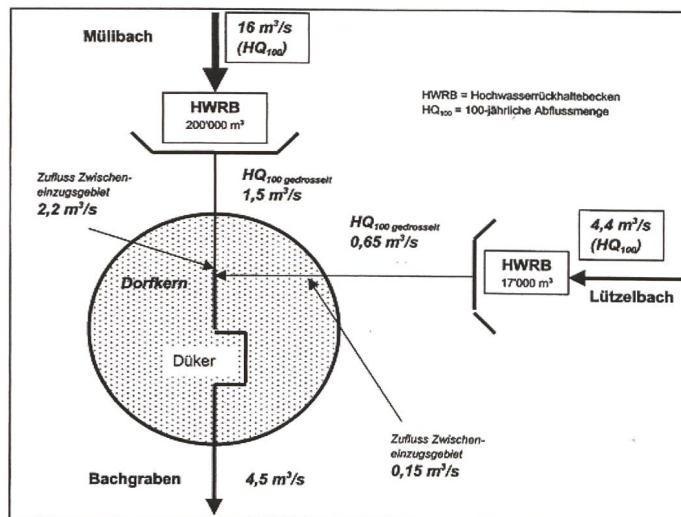 Mülibach
16 m³/s
(HQ₁₀₀)
HWRB
200'000 m³
HWRB = Hochwasserrückhaltebecken
HQ₁₀₀ = 100-jährliche Abflussmenge
Zufluss Zwischen-
einzugsgebiet
2,2 m³/s
HQ₁₀₀ gedrosselt
1,5 m³/s
HQ₁₀₀ gedrosselt
0,65 m³/s
4,4 m³/s
(HQ₁₀₀)
HWRB
17'000 m³
Lützelbach
Dorfkern
Düker
Zufluss Zwischen-
einzugsgebiet
0,15 m³/s
Bachgraben
4,5 m³/s